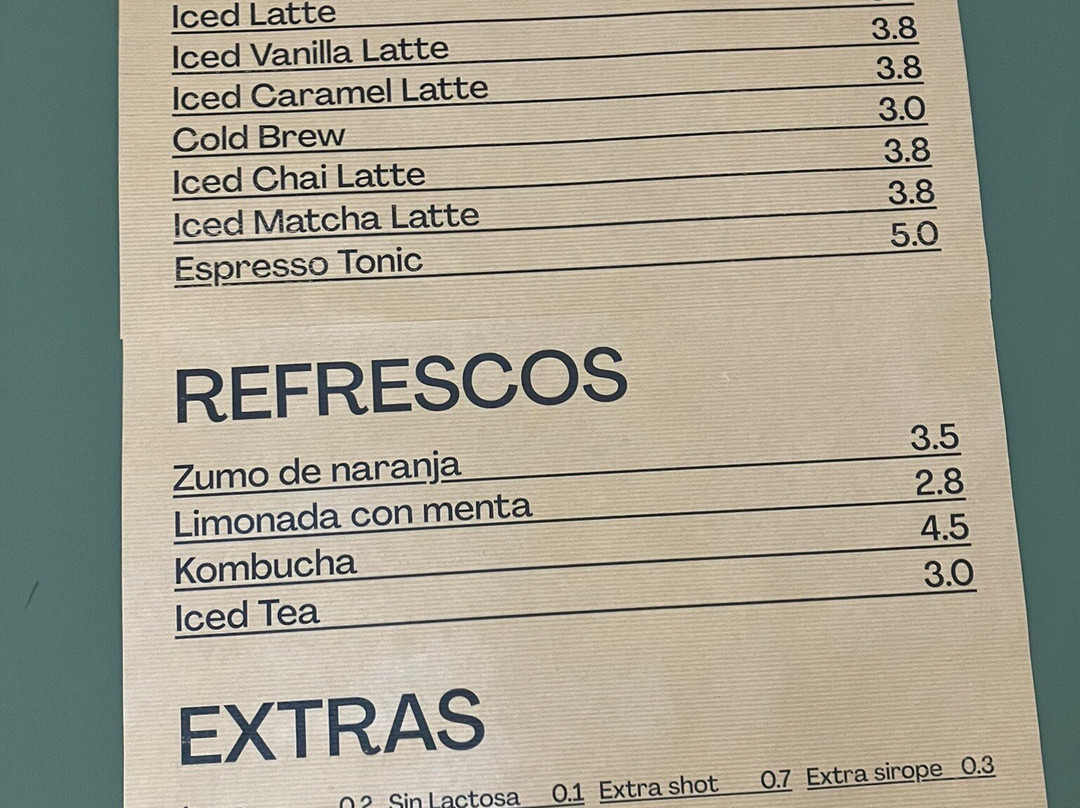 Iced Latte
Iced Vanilla Latte 3.8
Iced Caramel Latte 3.8
Cold Brew 3.0
Iced Chai Latte 3.8
Iced Matcha Latte 3.8
Espresso Tonic 5.0
REFRESCOS
Zumo de naranja 3.5
Limonada con menta 2.8
Kombucha 4.5
Iced Tea 3.0
EXTRAS
0.2 Sin Lactosa 0.1 Extra shot 0.7 Extra sirope 0.3